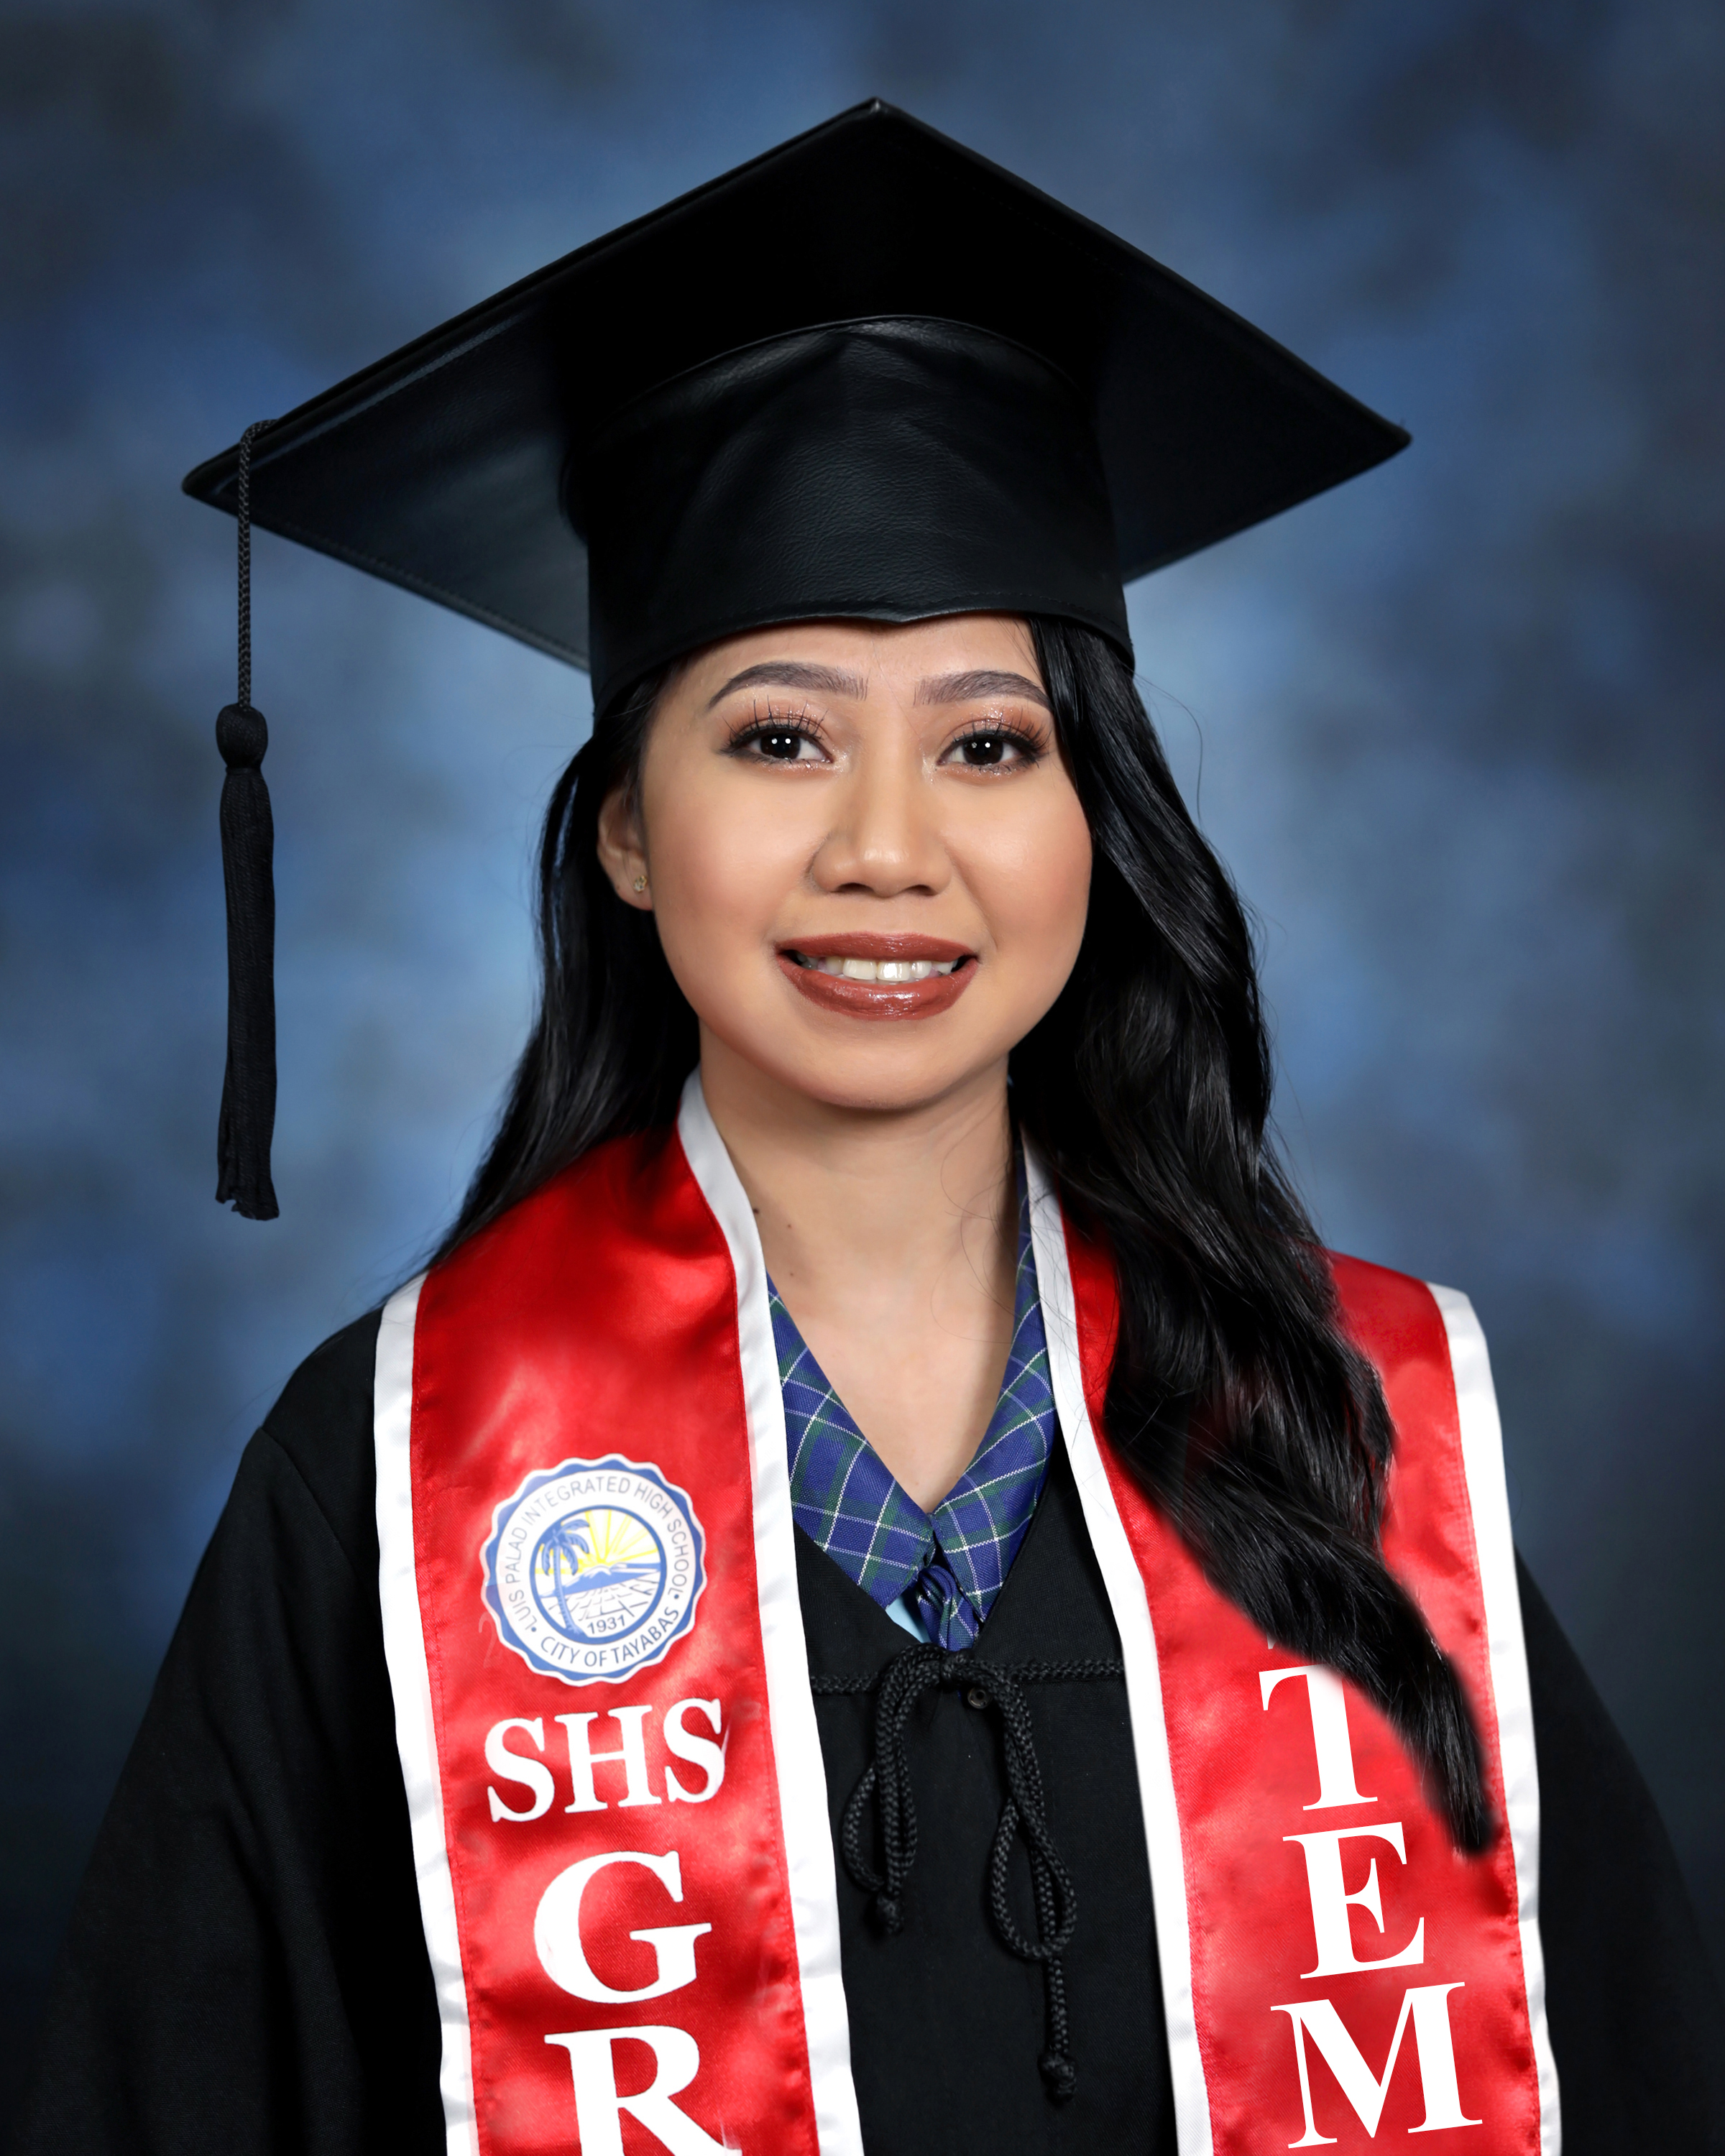 LUIS PALAD INTEGRATED HIGH SCHOOL
1931
• CITY OF TAYABAS •
SHS
G
R
T
E
M